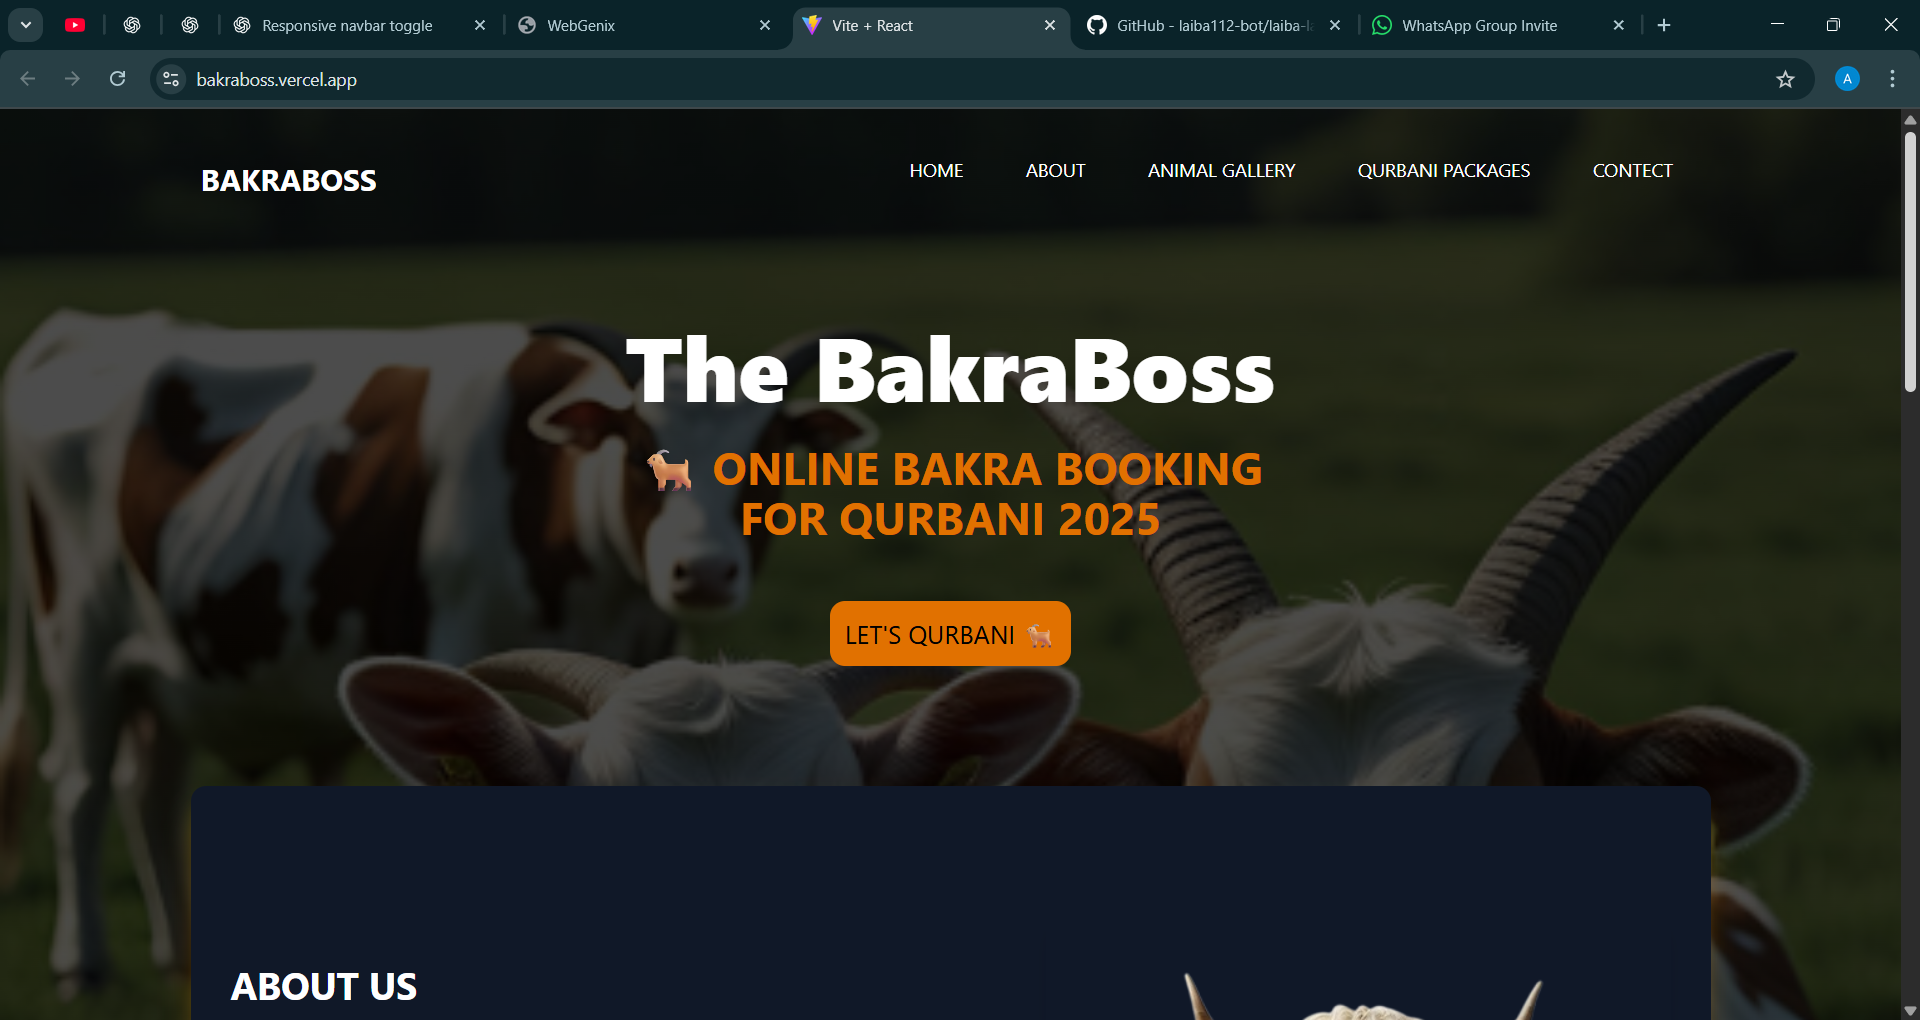 Responsive navbar toggle
WebGenix
Vite + React
GitHub - laiba112-bot/laiba-la
WhatsApp Group Invite
bakraboss.vercel.app
A
BAKRABOSS
HOME
ABOUT
ANIMAL GALLERY
QURBANI PACKAGES
CONTECT
The BakraBoss
🐐 ONLINE BAKRA BOOKING
FOR QURBANI 2025
LET'S QURBANI 🐐
ABOUT US